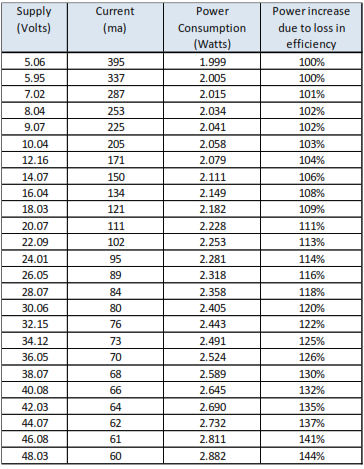 Supply Current Power Power increase
(Volts) (ma) Consumption due to loss in
(Watts) efficiency
5.06 395 1.999 100%
5.95 337 2.005 100%
7.02 287 2.015 101%
8.04 253 2.034 102%
9.07 225 2.041 102%
10.04 205 2.058 103%
12.16 171 2.079 104%
14.07 150 2.111 106%
16.04 134 2.149 108%
18.03 121 2.182 109%
20.07 111 2.228 111%
22.09 102 2.253 113%
24.01 95 2.281 114%
26.05 89 2.318 116%
28.07 84 2.358 118%
30.06 80 2.405 120%
32.15 76 2.443 122%
34.12 73 2.491 125%
36.05 70 2.524 126%
38.07 68 2.589 130%
40.08 66 2.645 132%
42.03 64 2.690 135%
44.07 62 2.732 137%
46.08 61 2.811 141%
48.03 60 2.882 144%